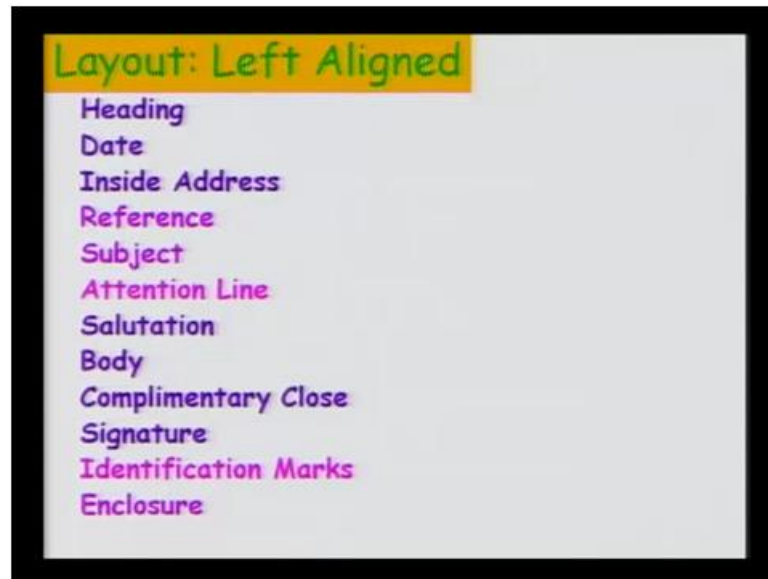 Layout: Left Aligned
Heading
Date
Inside Address
Reference
Subject
Attention Line
Salutation
Body
Complimentary Close
Signature
Identification Marks
Enclosure